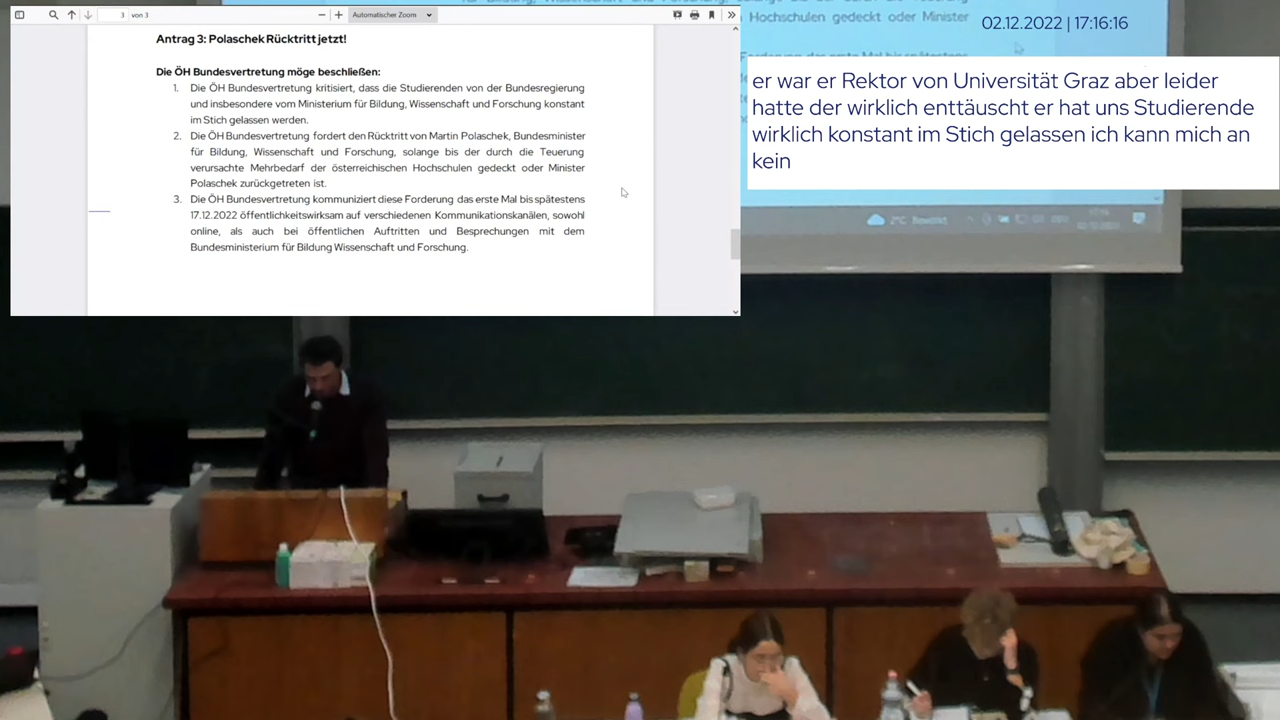 3 von 3
Automatischer Zoom
Antrag 3: Polaschek Rücktritt jetzt!
Die ÖH Bundesvertretung möge beschließen:
1. Die ÖH Bundesvertretung kritisiert, dass die Studierenden von der Bundesregierung
und insbesondere vom Ministerium für Bildung, Wissenschaft und Forschung konstant
im Stich gelassen werden.
2. Die ÖH Bundesvertretung fordert den Rücktritt von Martin Polaschek, Bundesminister
für Bildung, Wissenschaft und Forschung, solange bis der durch die Teuerung
verursachte Mehrbedarf der österreichischen Hochschulen gedeckt oder Minister
Polaschek zurückgetreten ist.
3. Die ÖH Bundesvertretung kommuniziert diese Forderung das erste Mal bis spätestens
17.12.2022 öffentlichkeitswirksam auf verschiedenen Kommunikationskanälen, sowohl
online, als auch bei öffentlichen Auftritten und Besprechungen mit dem
Bundesministerium für Bildung Wissenschaft und Forschung.
Hochschulen gedeckt oder Minister
02.12.2022 | 17:16:16
er war er Rektor von Universität Graz aber leider
hatte der wirklich enttäuscht er hat uns Studierende
wirklich konstant im Stich gelassen ich kann mich an
kein
2°C